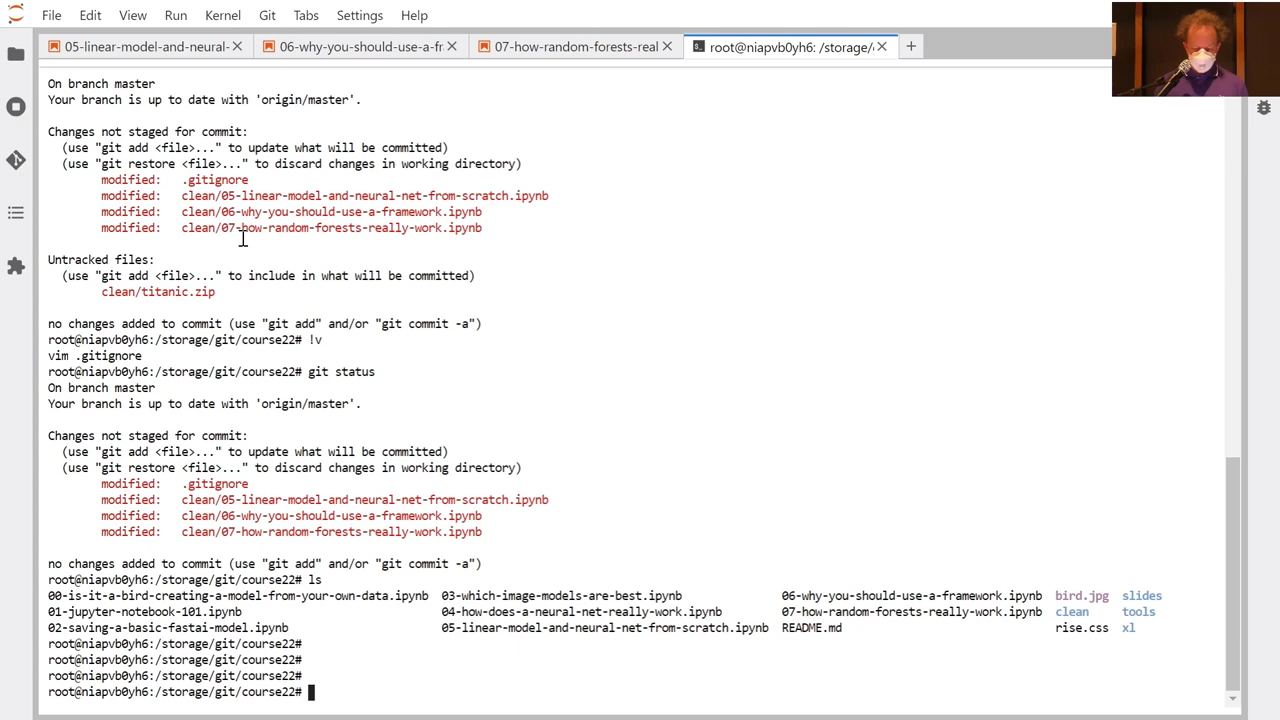 File Edit View Run Kernel Git Tabs Settings Help
05-linear-model-and-neural- 06-why-you-should-use-a-fr 07-how-random-forests-real root@niapvb0yh6: /storage/
On branch master
Your branch is up to date with 'origin/master'.
Changes not staged for commit:
(use "git add <file>..." to update what will be committed)
(use "git restore <file>..." to discard changes in working directory)
modified: .gitignore
modified: clean/05-linear-model-and-neural-net-from-scratch.ipynb
modified: clean/06-why-you-should-use-a-framework.ipynb
modified: clean/07-how-random-forests-really-work.ipynb
Untracked files:
(use "git add <file>..." to include in what will be committed)
clean/titanic.zip
no changes added to commit (use "git add" and/or "git commit -a")
root@niapvb0yh6:/storage/git/course22# !v
vim .gitignore
root@niapvb0yh6:/storage/git/course22# git status
On branch master
Your branch is up to date with 'origin/master'.
Changes not staged for commit:
(use "git add <file>..." to update what will be committed)
(use "git restore <file>..." to discard changes in working directory)
modified: .gitignore
modified: clean/05-linear-model-and-neural-net-from-scratch.ipynb
modified: clean/06-why-you-should-use-a-framework.ipynb
modified: clean/07-how-random-forests-really-work.ipynb
no changes added to commit (use "git add" and/or "git commit -a")
root@niapvb0yh6:/storage/git/course22# ls
00-is-it-a-bird-creating-a-model-from-your-own-data.ipynb 03-which-image-models-are-best.ipynb 06-why-you-should-use-a-framework.ipynb bird.jpg slides
01-jupyter-notebook-101.ipynb 04-how-does-a-neural-net-really-work.ipynb 07-how-random-forests-really-work.ipynb clean tools
02-saving-a-basic-fastai-model.ipynb 05-linear-model-and-neural-net-from-scratch.ipynb README.md rise.css xl
root@niapvb0yh6:/storage/git/course22#
root@niapvb0yh6:/storage/git/course22#
root@niapvb0yh6:/storage/git/course22#
root@niapvb0yh6:/storage/git/course22#